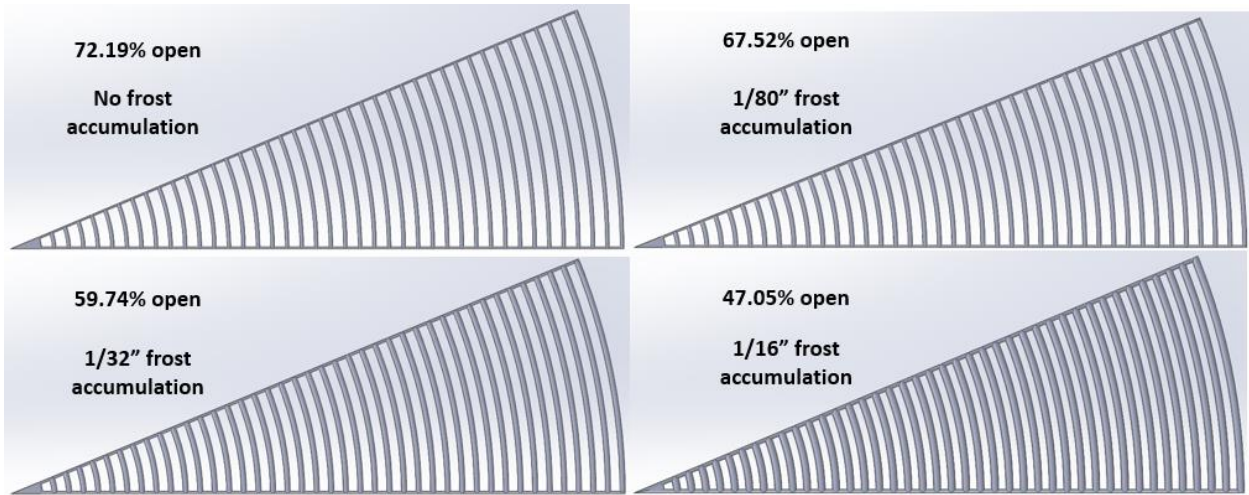 72.19% open
No frost
accumulation
67.52% open
1/80” frost
accumulation
59.74% open
1/32” frost
accumulation
47.05% open
1/16” frost
accumulation